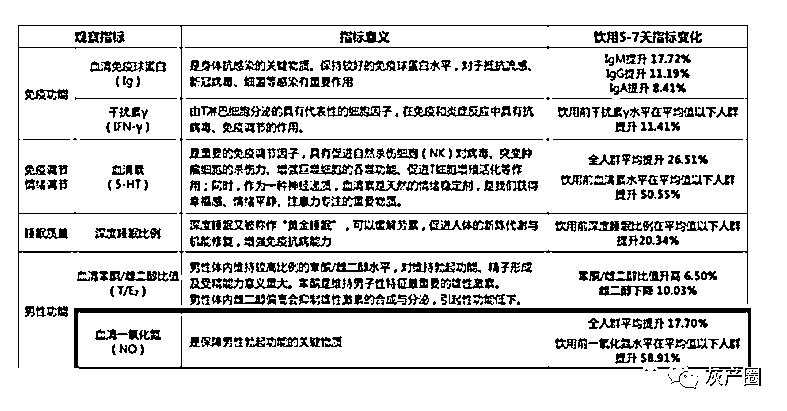 观察指标 指标意义 饮用5-7天指标变化
免疫功能
血清免疫球蛋白
(Ig)
是身体抗感染的关键物质。保持较好的免疫球蛋白水平,对于抵抗流感、
新冠病毒、细菌等感染有重要作用
IgM提升 17.72%
IgG提升 11.19%
IgA提升 8.41%
干扰素γ
(IFN-γ)
由T淋巴细胞分泌的具有代表性的细胞因子,在免疫和炎症反应中具有抗
病毒、免疫调节的作用。
饮用前干扰素γ水平在平均值以下人群
提升 11.41%
免疫调节
情绪调节
血清素
(5-HT)
是重要的免疫调节因子,具有促进自然杀伤细胞(NK)对病毒、突变肿
瘤细胞的杀伤力、增强巨噬细胞的吞噬功能、促进T细胞增殖活化等作
用;同时,作为一种神经递质,血清素是天然的情绪稳定剂,是我们获得
幸福感、情绪平静、注意力专注的重要物质。
全人群平均提升 26.51%
饮用前血清素水平在平均值以下人群
提升 50.55%
睡眠质量 深度睡眠比例
深度睡眠又被称作“黄金睡眠”,可以缓解劳累,促进人体的新陈代谢与
机能修复,增强免疫抗病能力
饮用前深度睡眠比例在平均值以下人群
提升20.34%
男性功能
血清睾酮/雌二醇比值
(T/E₂)
男性体内维持较高比例的睾酮/雌二醇水平,对维持勃起功能、精子形成
及受精能力意义重大。睾酮是维持男子性特征最重要的雄性激素。
男性体内雌二醇偏高会抑制雄性激素的合成与分泌,引起性功能低下。
睾酮/雌二醇比值升高 6.50%
雌二醇下降 10.03%
血清一氧化氮
(NO)
是保障男性勃起功能的关键物质
全人群平均提升 17.70%
饮用前一氧化氮水平在平均值以下人群
提升 58.91%
灰产圈